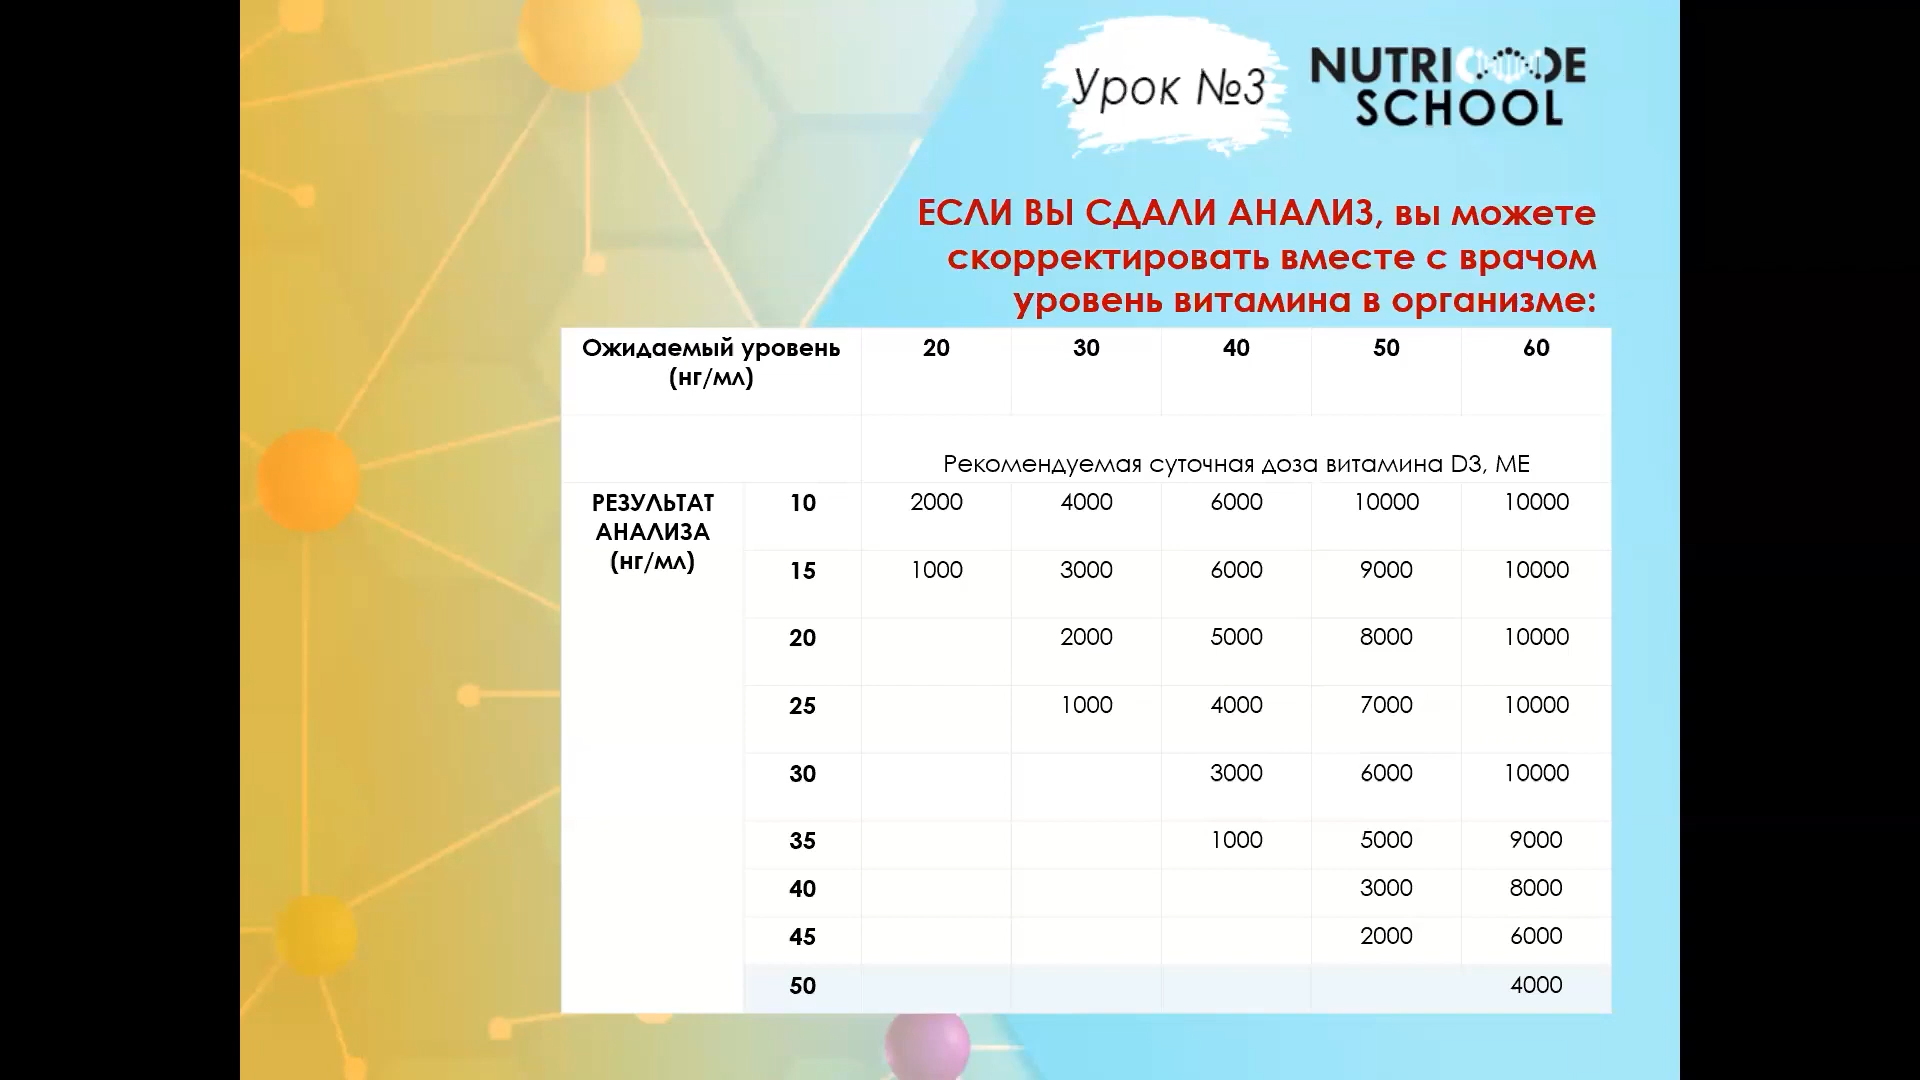 Урок №3
NUTRICODE
SCHOOL
ЕСЛИ ВЫ СДАЛИ АНАЛИЗ, вы можете
скорректировать вместе с врачом
уровень витамина в организме:
Ожидаемый уровень (нг/мл) 20 30 40 50 60
Рекомендуемая суточная доза витамина D3, МЕ
РЕЗУЛЬТАТ АНАЛИЗА (нг/мл) 10 2000 4000 6000 10000 10000
15 1000 3000 6000 9000 10000
20 2000 5000 8000 10000
25 1000 4000 7000 10000
30 3000 6000 10000
35 1000 5000 9000
40 3000 8000
45 2000 6000
50 4000